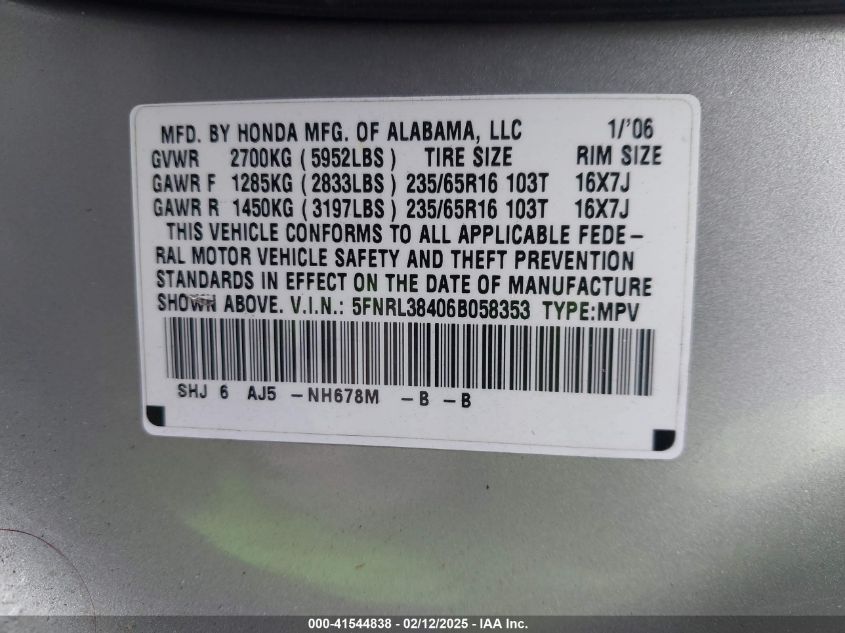 MFD. BY HONDA MFG. OF ALABAMA, LLC 1/'06
GVWR 2700KG (5952LBS) TIRE SIZE RIM SIZE
GAWR F 1285KG (2833LBS) 235/65R16 103T 16X7J
GAWR R 1450KG (3197LBS) 235/65R16 103T 16X7J
THIS VEHICLE CONFORMS TO ALL APPLICABLE FEDE-
RAL MOTOR VEHICLE SAFETY AND THEFT PREVENTION
STANDARDS IN EFFECT ON THE DATE OF MANUFACTURE
SHOWN ABOVE. V.I.N.: 5FNRL38406B058353 TYPE:MPV
SHJ 6 AJ5 -NH678M -B -B
000-41544838 - 02/12/2025 - IAA Inc.